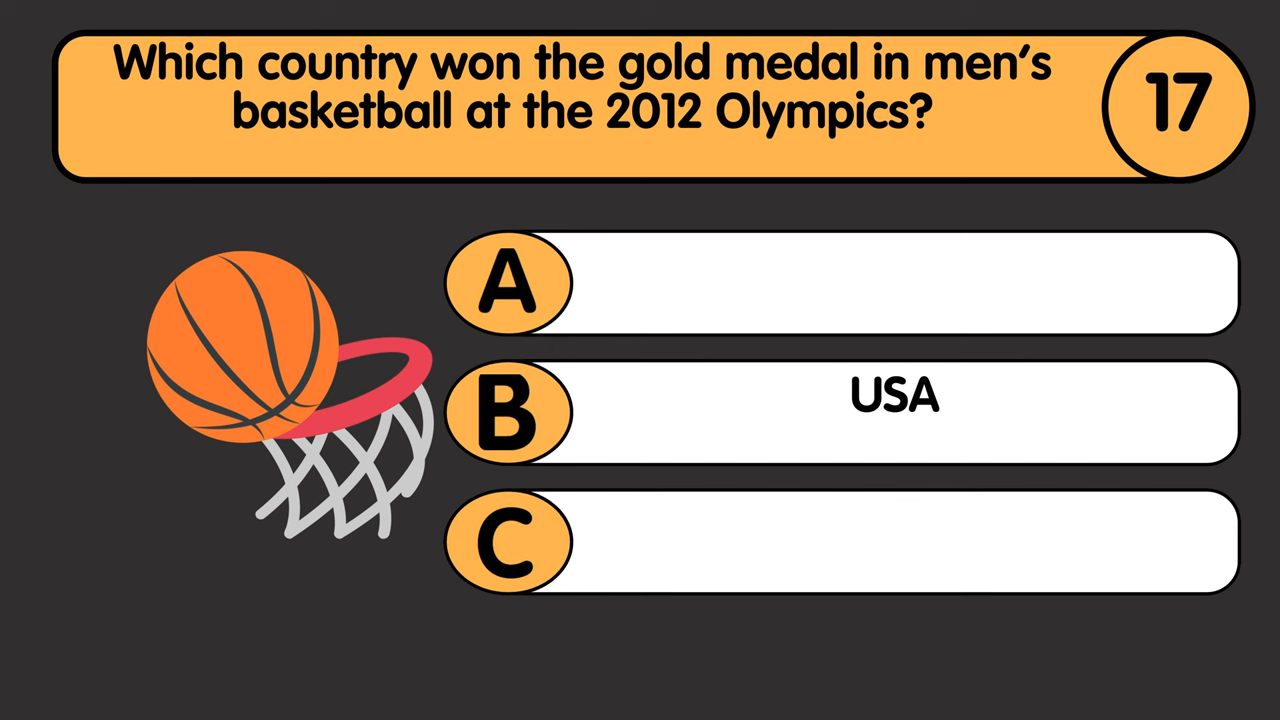 Which country won the gold medal in men's
basketball at the 2012 Olympics?
17
A
B
USA
C